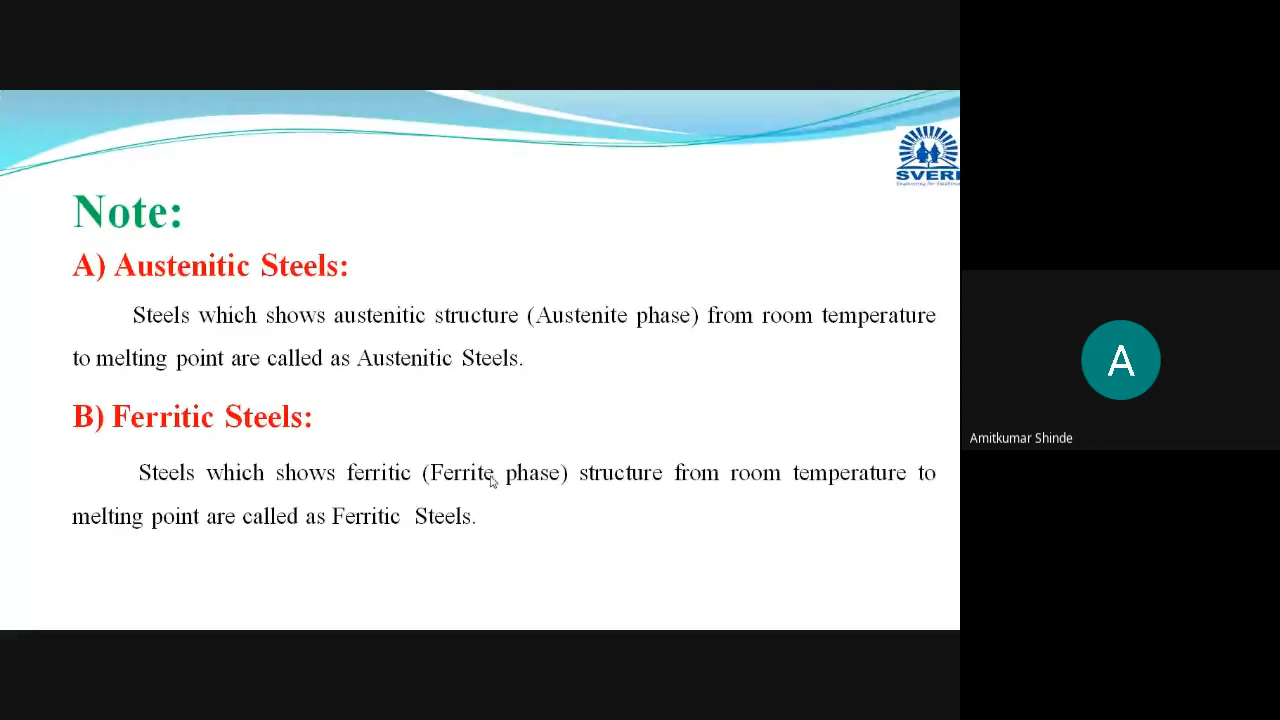 SVERI
Note:
A) Austenitic Steels:
Steels which shows austenitic structure (Austenite phase) from room temperature
to melting point are called as Austenitic Steels.
B) Ferritic Steels:
Steels which shows ferritic (Ferrite phase) structure from room temperature to
melting point are called as Ferritic Steels.
A
Amitkumar Shinde